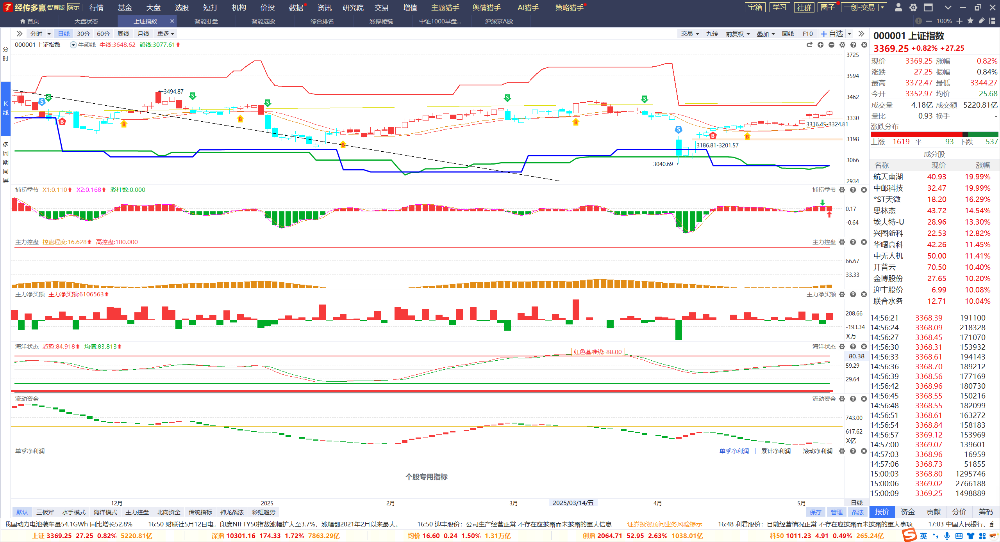 经传多赢 智尊版 演示 行情 基金 大盘 选股 短打 机构 价投 数据 资讯 研究院 交易 增值 主题猎手 舆情猎手 AI猎手 策略猎手 宝箱 学习 社群 圈子 一创-交易
首页 大盘状态 上证指数 智能盯盘 智能选股 综合排名 涨停棱镜 中证1000早盘... 沪深京A股 100%
分时 日线 30分 60分 周线 月线 更多 交易 九转 前复权 叠加 画线 F10 自选
分时
K线
多周期同屏
000001 上证指数 牛熊线 牛线:3648.62 熊线:3077.61
3725
3594
3462
3330
3198
3066
2934
←3494.87
3316.45-3324.81
3186.81-3201.57
3040.69→
S S S S S S S
B B B B B B B
捕捞季节 X1:0.110 X2:0.168 彩柱数:0.000 捕捞季节
0.17
-0.64
主力控盘 控盘程度:16.628 高控盘:100.000 主力控盘
66.67
33.33
主力净买额 主力净买额:6106563 主力净买额
208.66
-193.34
X万
海洋状态 趋势:84.918 均值:83.813 海洋状态
红色基准线: 80.00
80.38
59.29
29.64
流动资金 流动资金
743.00
617.62
X亿
单季净利润 单季净利润 累计净利润 滚动净利润
个股专用指标
12月 2025 2月 3月 2025/03/14/五 4月 5月 日线
默认 三板斧 水手模式 海洋模式 主力控盘 北向资金 传统指标 神龙战法 彩虹趋势 保存 管理 战法
000001 上证指数
3369.25 +0.82% +27.25
现价 3369.25 涨幅 0.82%
涨跌 27.25 振幅 0.84%
最高 3372.47 最低 3344.27
今开 3352.97 均价 25.68
成交量 4.18亿 成交额 5220.81亿
量比 0.93 换手 -
涨跌分布
上涨 1619 平 93 下跌 537
成分股
名称 现价 涨幅
航天南湖 40.93 19.99%
中邮科技 32.47 19.99%
*ST天微 18.20 16.29%
思林杰 43.72 14.54%
埃夫特-U 28.96 13.30%
兴图新科 22.53 12.82%
华曙高科 42.26 11.45%
中无人机 50.00 11.41%
开普云 70.50 10.40%
金博股份 27.65 10.20%
迎丰股份 6.99 10.08%
联合水务 12.71 10.04%
14:56:21 3368.39 191100
14:56:24 3368.09 218328
14:56:27 3368.45 171070
14:56:30 3368.31 153932
14:56:33 3368.61 194143
14:56:36 3368.70 189212
14:56:39 3368.56 177169
14:56:42 3368.96 180730
14:56:45 3368.55 150216
14:56:48 3368.55 182099
14:56:51 3368.61 163272
14:56:54 3368.84 158183
14:56:57 3369.12 153969
14:57:00 3369.07 139601
14:57:03 3368.96 16959
14:57:06 3368.73 51855
15:00:03 3368.80 1295746
15:00:06 3369.02 2766188
15:00:09 3369.25 1498889
报价 资金 贡献 分价 筹码
我国动力电池装车量54.1GWh 同比增长52.8% 16:50 财联社5月12日电，印度NIFTY50指数涨幅扩大至3.7%，涨幅创2021年2月以来最大。 16:50 迎丰股份：公司生产经营正常 不存在应披露而未披露的重大信息 证券投资顾问业务风险提示 16:48 利君股份：目前经营情况正常 不存在应披露而未披露的重大事项 17:03 中国人民银行、金
上证 3369.25 27.25 0.82% 5220.81亿 深指 10301.16 174.33 1.72% 7863.29亿 均价 16.60 0.24 1.50% 1.31万亿 创指 2064.71 52.95 2.63% 1038.01亿 科50 1011.23 4.91 0.49% 265.24亿 英